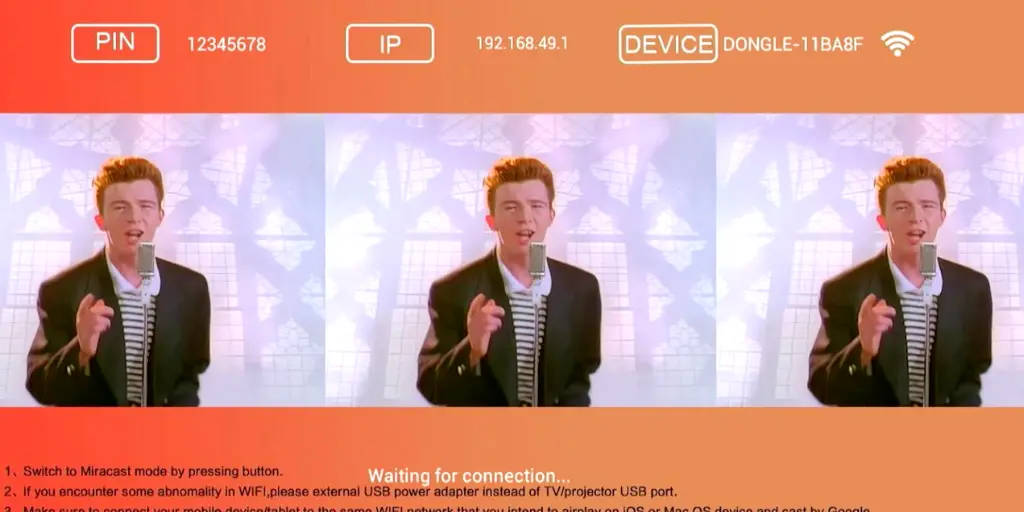 PIN 12345678 IP 192.168.49.1 DEVICE DONGLE-11BA8F
Waiting for connection...
1、Switch to Miracast mode by pressing button.
2、If you encounter some abnomality in WIFI,please external USB power adapter instead of TV/projector USB port.
3、Make sure to connect your mobile device/tablet to the same WIFI network that you intend to airplay on iOS or Mac OS device and cast by Google